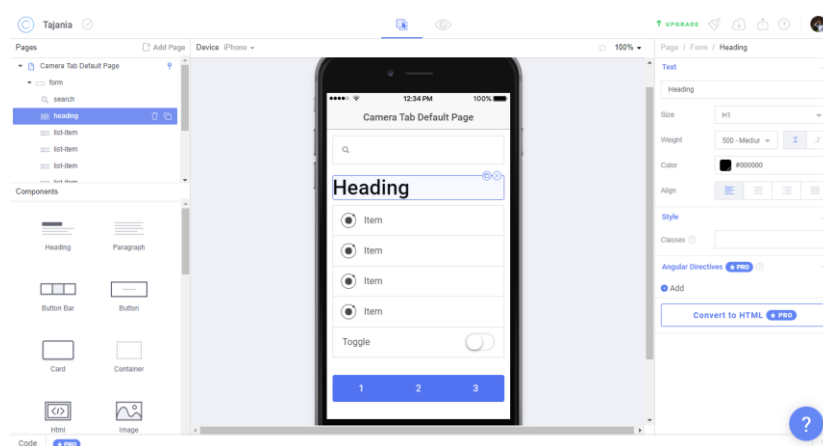 Tajania
UPGRADE
Pages
Add Page
Device iPhone
100%
Page / Form / Heading
Camera Tab Default Page
form
search
heading
list-item
list-item
list-item
list-item
Components
Heading
Paragraph
Button Bar
Button
Card
Container
Html
Image
Code PRO
12:34 PM 100%
Camera Tab Default Page
Heading
Item
Item
Item
Item
Toggle
1 2 3
Text
Heading
Size H1
Weight 500 - Mediur
Color #000000
Align
Style
Classes
Angular Directives PRO
Add
Convert to HTML PRO
?